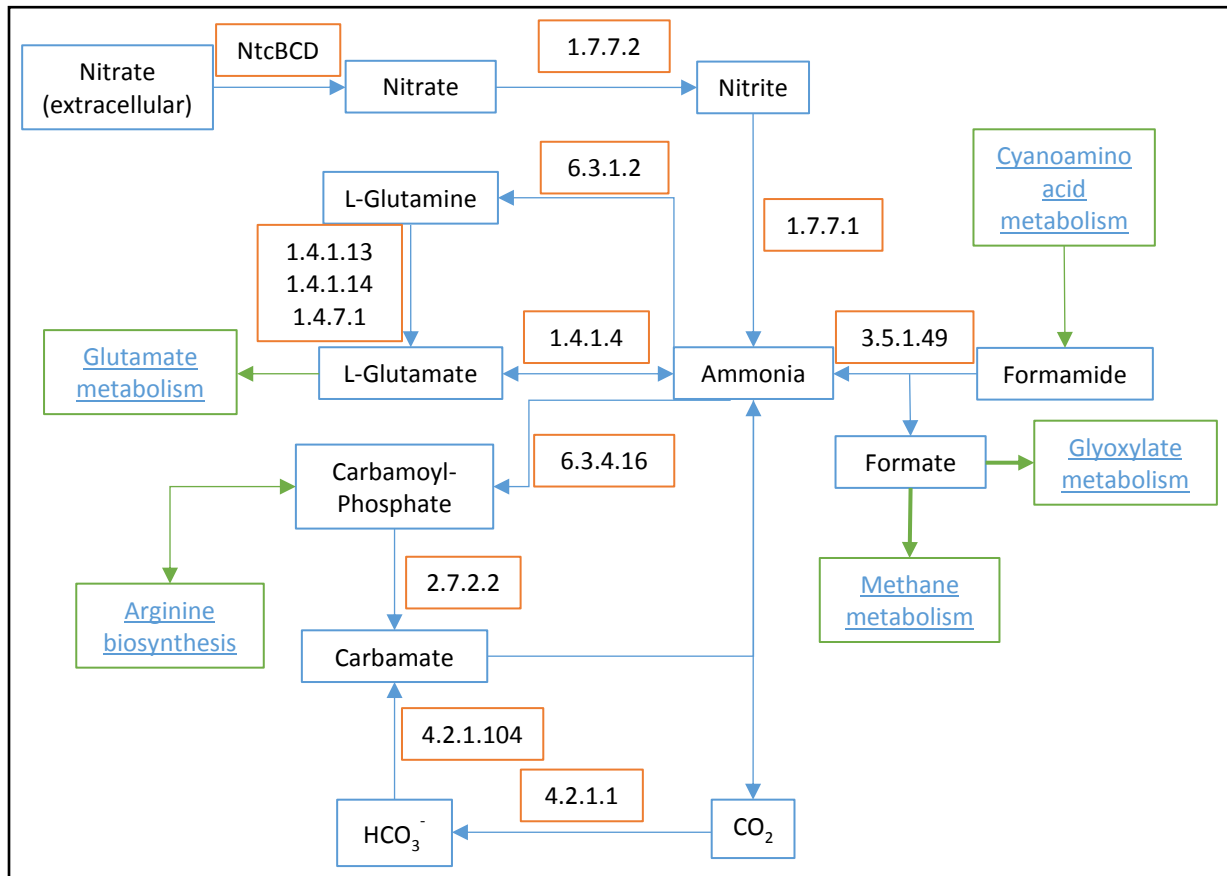 NtcBCD
1.7.7.2
Nitrate
(extracellular)
Nitrate
Nitrite
6.3.1.2
Cyanoamino
acid
metabolism
L-Glutamine
1.7.7.1
1.4.1.13
1.4.1.14
1.4.7.1
1.4.1.4
3.5.1.49
Glutamate
metabolism
L-Glutamate
Ammonia
Formamide
6.3.4.16
Formate
Glyoxylate
metabolism
Carbamoyl-
Phosphate
2.7.2.2
Methane
metabolism
Arginine
biosynthesis
Carbamate
4.2.1.104
4.2.1.1
HCO₃⁻
CO₂